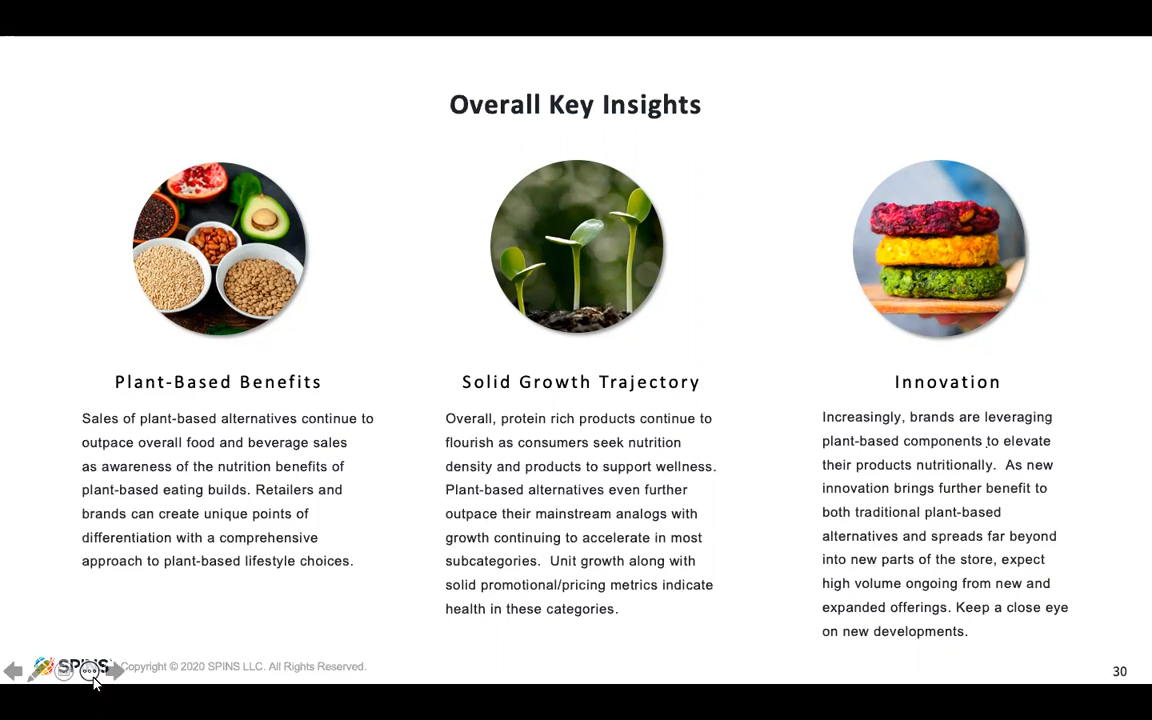 Overall Key Insights
Plant-Based Benefits
Sales of plant-based alternatives continue to
outpace overall food and beverage sales
as awareness of the nutrition benefits of
plant-based eating builds. Retailers and
brands can create unique points of
differentiation with a comprehensive
approach to plant-based lifestyle choices.
Solid Growth Trajectory
Overall, protein rich products continue to
flourish as consumers seek nutrition
density and products to support wellness.
Plant-based alternatives even further
outpace their mainstream analogs with
growth continuing to accelerate in most
subcategories.  Unit growth along with
solid promotional/pricing metrics indicate
health in these categories.
Innovation
Increasingly, brands are leveraging
plant-based components to elevate
their products nutritionally.  As new
innovation brings further benefit to
both traditional plant-based
alternatives and spreads far beyond
into new parts of the store, expect
high volume ongoing from new and
expanded offerings. Keep a close eye
on new developments.
SPINS
Copyright © 2020 SPINS LLC. All Rights Reserved.
30